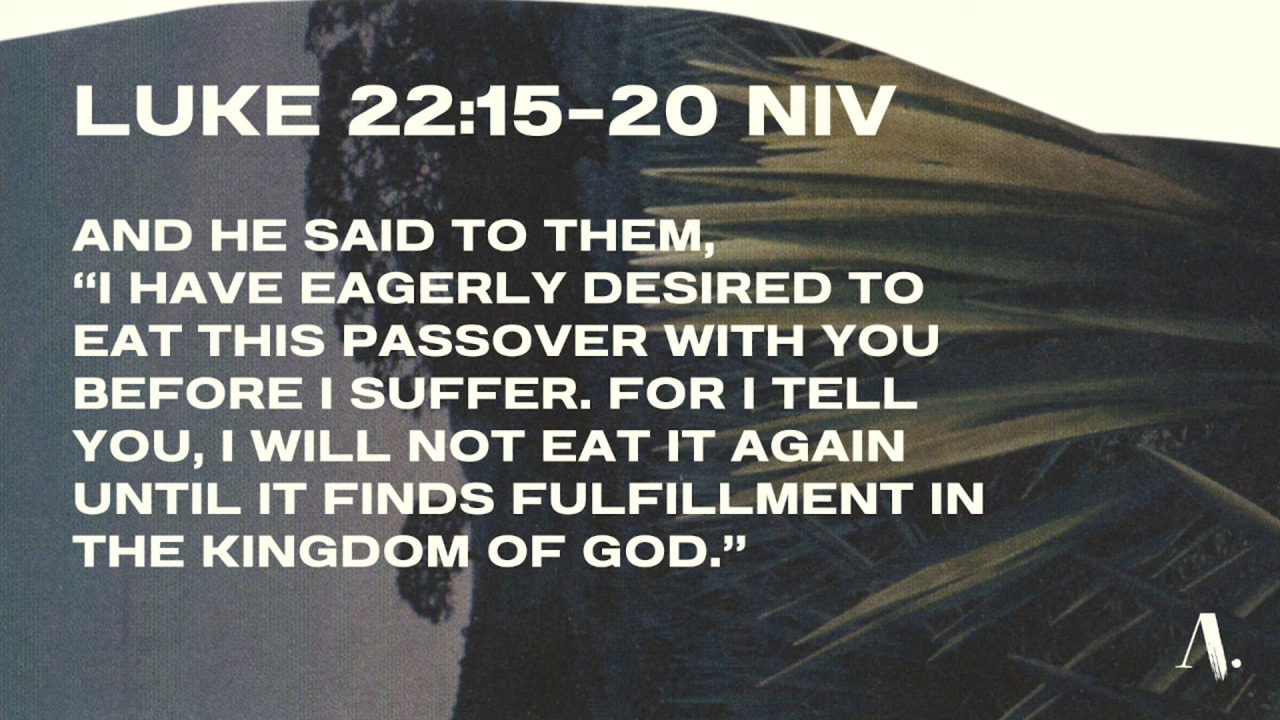 LUKE 22:15-20 NIV
AND HE SAID TO THEM,
“I HAVE EAGERLY DESIRED TO
EAT THIS PASSOVER WITH YOU
BEFORE I SUFFER. FOR I TELL
YOU, I WILL NOT EAT IT AGAIN
UNTIL IT FINDS FULFILLMENT IN
THE KINGDOM OF GOD.”
A.